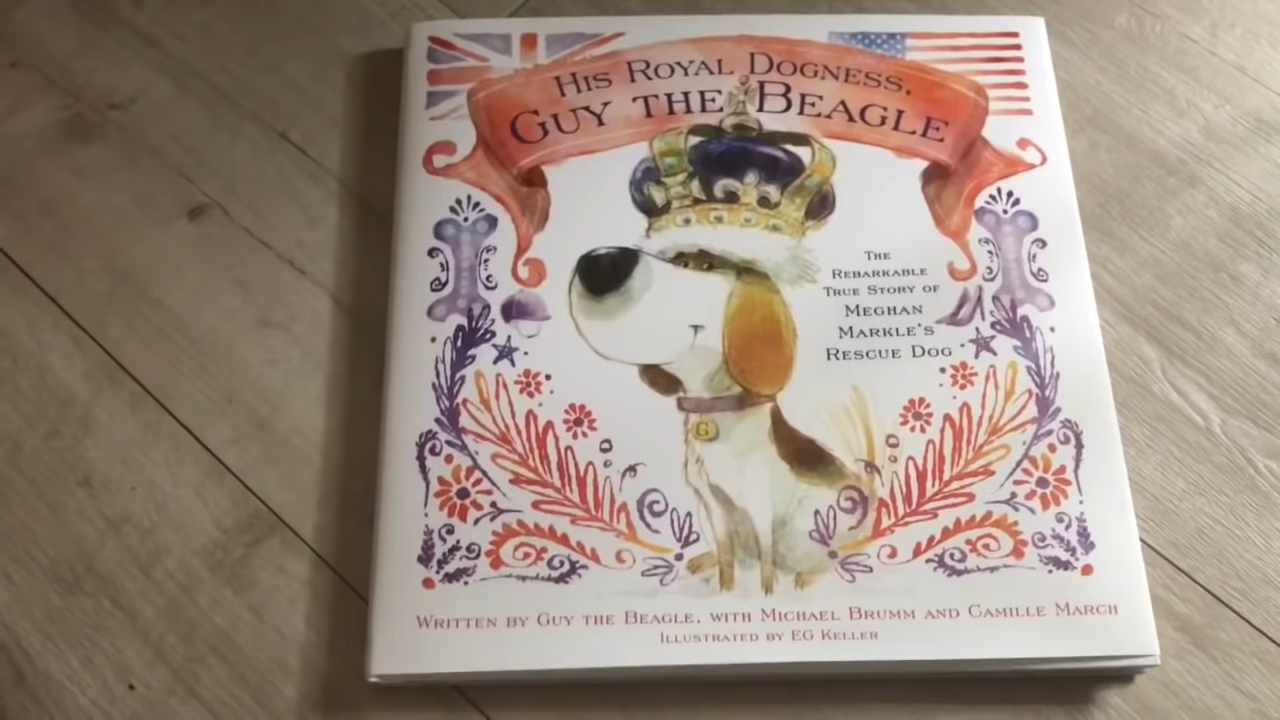 His Royal Dogness,
Guy the Beagle
The
Rebarkable
True Story of
Meghan
Markle's
Rescue Dog
G
Written by Guy the Beagle, with Michael Brumm and Camille March
Illustrated by EG Keller